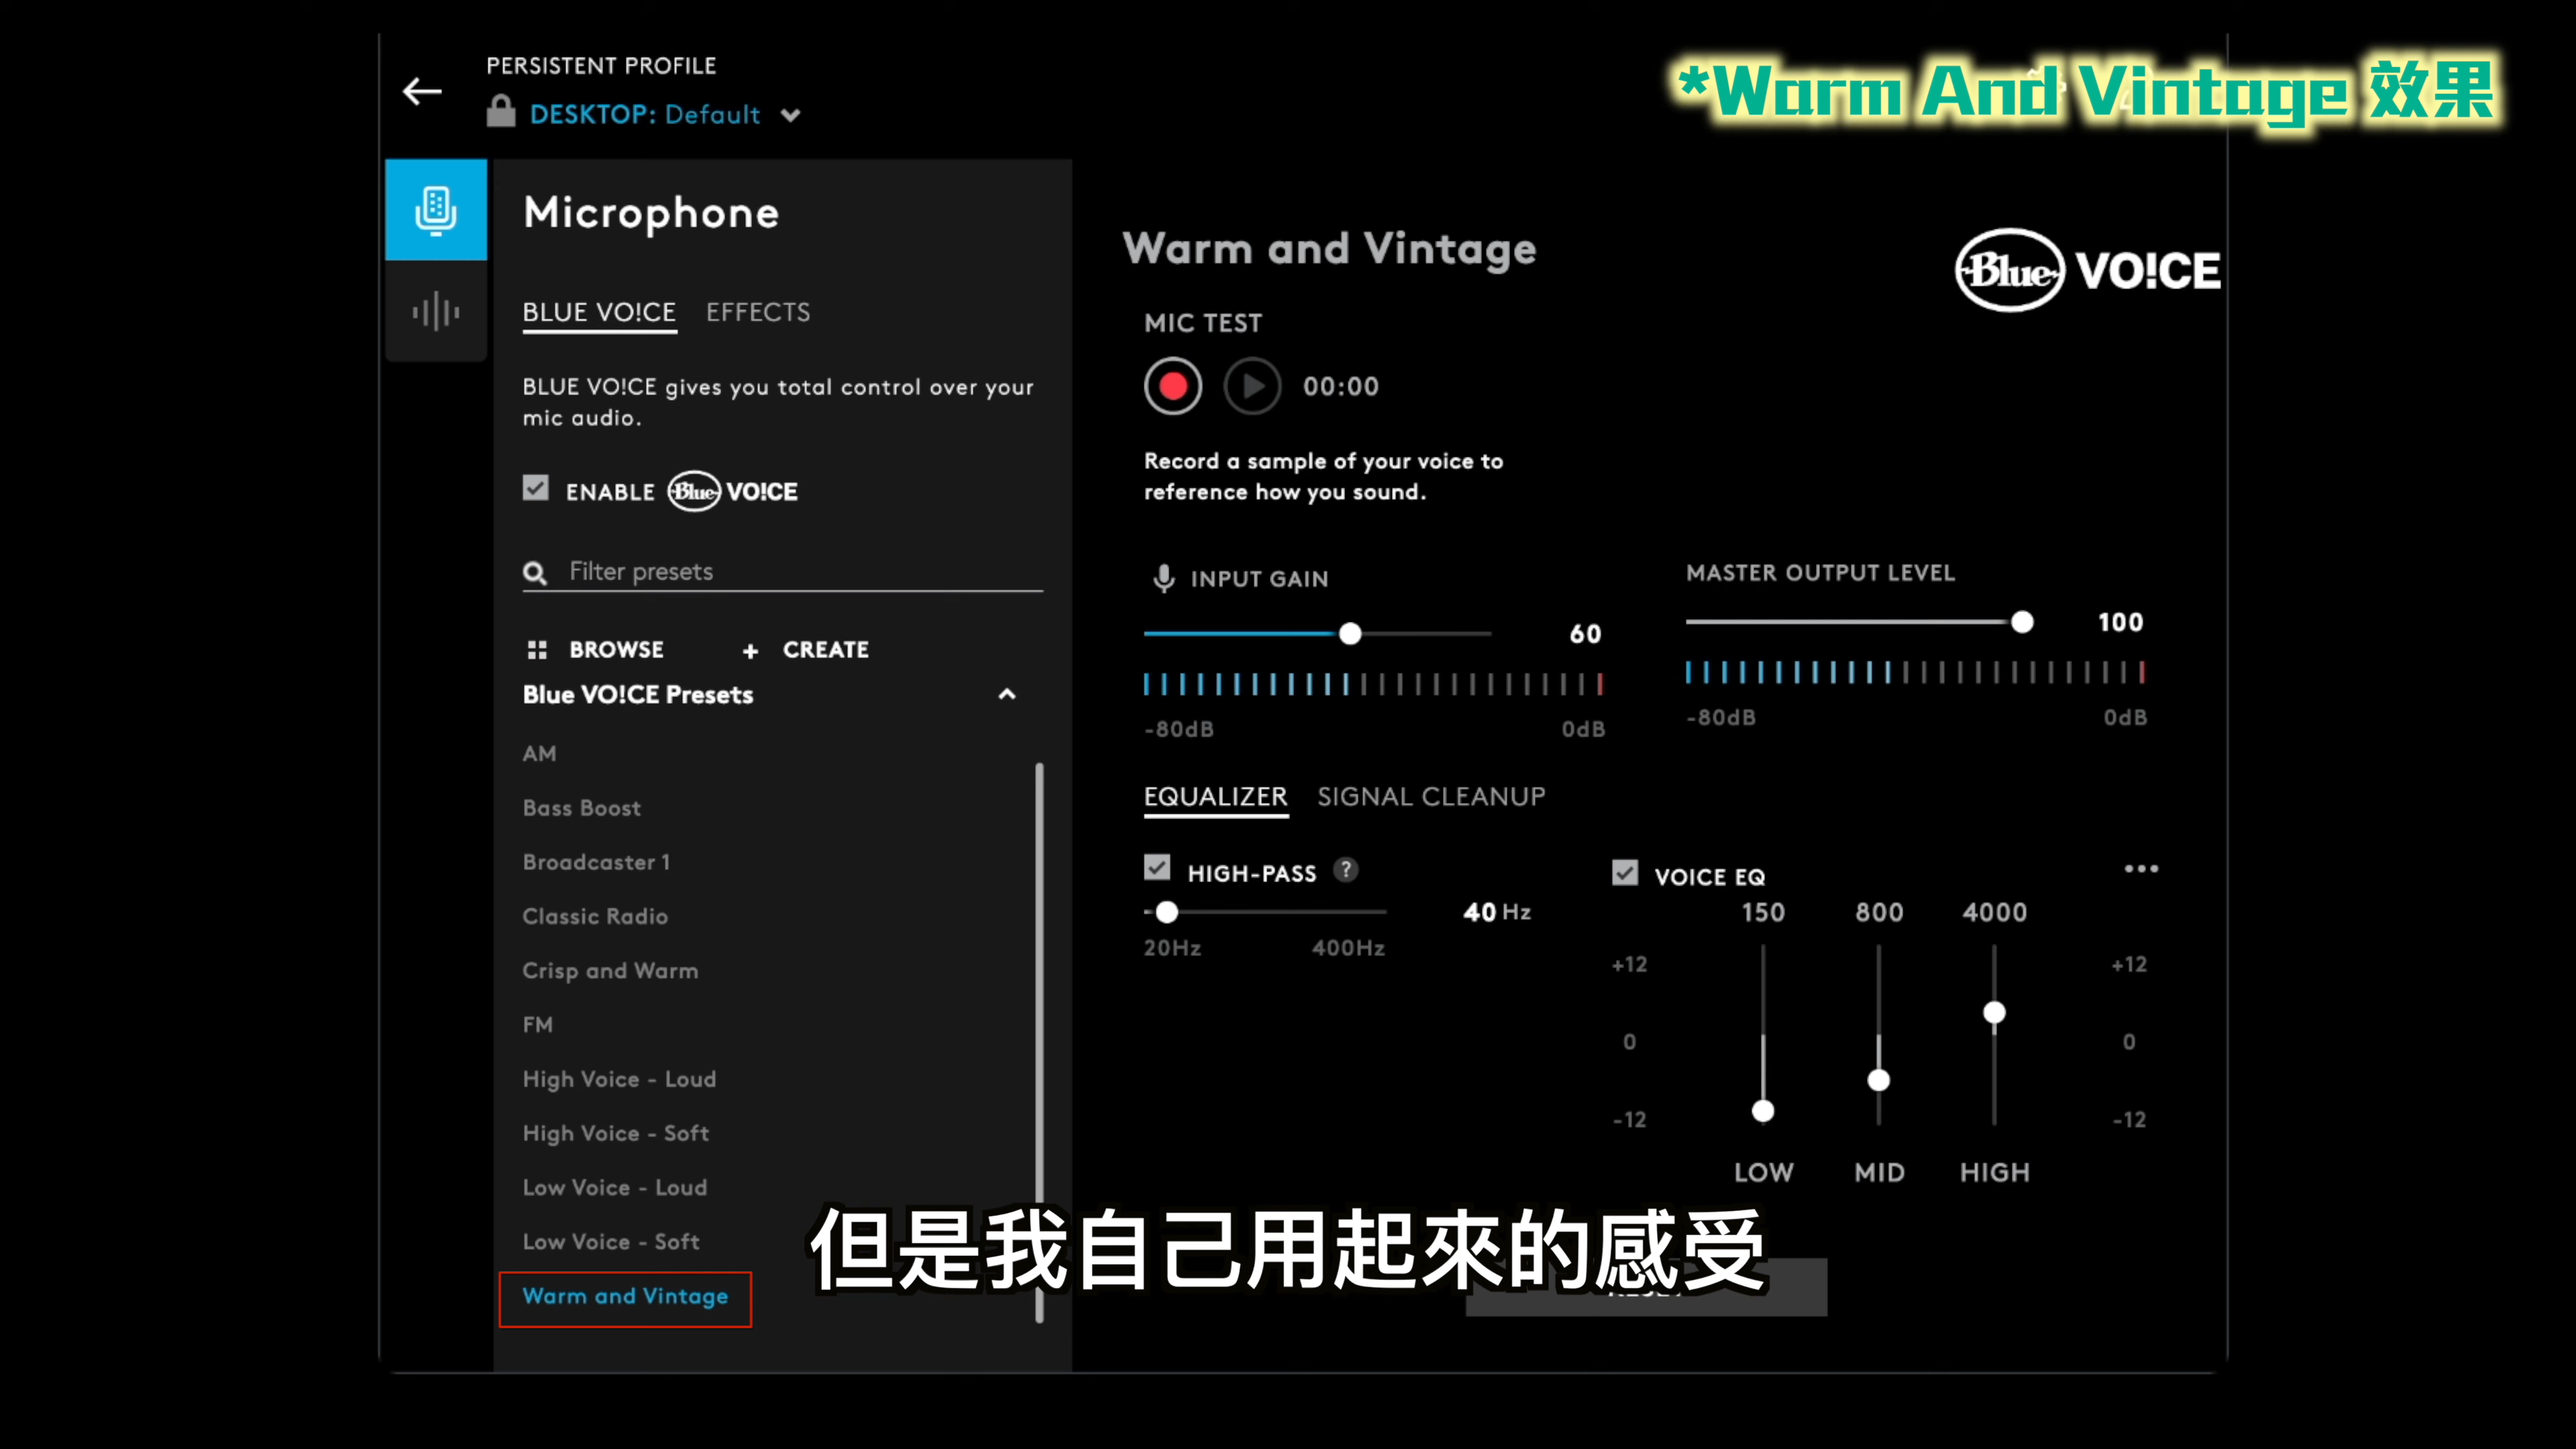 PERSISTENT PROFILE
DESKTOP: Default
*Warm And Vintage 效果
Microphone
BLUE VO!CE EFFECTS
BLUE VO!CE gives you total control over your
mic audio.
ENABLE Blue VO!CE
Filter presets
BROWSE + CREATE
Blue VO!CE Presets
AM
Bass Boost
Broadcaster 1
Classic Radio
Crisp and Warm
FM
High Voice - Loud
High Voice - Soft
Low Voice - Loud
Low Voice - Soft
Warm and Vintage
Warm and Vintage
Blue VO!CE
MIC TEST
00:00
Record a sample of your voice to
reference how you sound.
INPUT GAIN
60
-80dB 0dB
MASTER OUTPUT LEVEL
100
-80dB 0dB
EQUALIZER SIGNAL CLEANUP
HIGH-PASS ?
40 Hz
20Hz 400Hz
VOICE EQ
150 800 4000
+12 +12
0 0
-12 -12
LOW MID HIGH
但是我自己用起來的感受